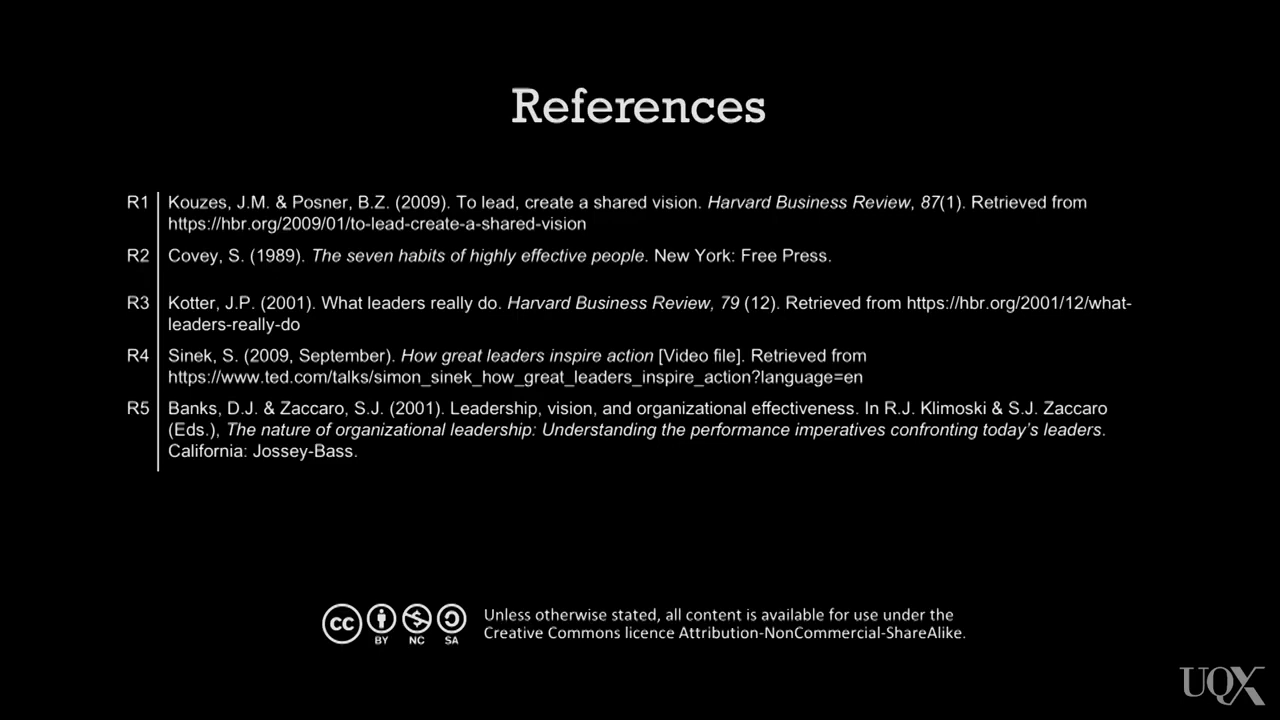 References
R1 Kouzes, J.M. & Posner, B.Z. (2009). To lead, create a shared vision. Harvard Business Review, 87(1). Retrieved from
https://hbr.org/2009/01/to-lead-create-a-shared-vision
R2 Covey, S. (1989). The seven habits of highly effective people. New York: Free Press.
R3 Kotter, J.P. (2001). What leaders really do. Harvard Business Review, 79 (12). Retrieved from https://hbr.org/2001/12/what-
leaders-really-do
R4 Sinek, S. (2009, September). How great leaders inspire action [Video file]. Retrieved from
https://www.ted.com/talks/simon_sinek_how_great_leaders_inspire_action?language=en
R5 Banks, D.J. & Zaccaro, S.J. (2001). Leadership, vision, and organizational effectiveness. In R.J. Klimoski & S.J. Zaccaro
(Eds.), The nature of organizational leadership: Understanding the performance imperatives confronting today's leaders.
California: Jossey-Bass.
Unless otherwise stated, all content is available for use under the
Creative Commons licence Attribution-NonCommercial-ShareAlike.
cc
BY NC SA
UQX